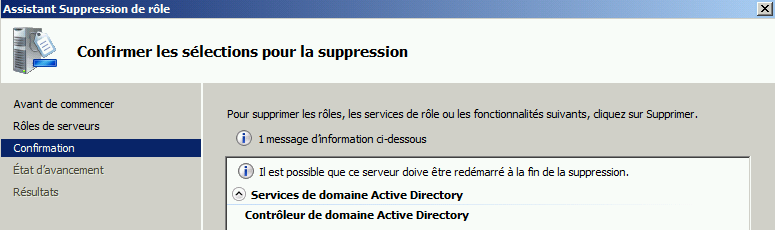 Assistant Suppression de rôle
Confirmer les sélections pour la suppression
Avant de commencer
Rôles de serveurs
Confirmation
État d'avancement
Résultats
Pour supprimer les rôles, les services de rôle ou les fonctionnalités suivants, cliquez sur Supprimer.
1 message d'information ci-dessous
Il est possible que ce serveur doive être redémarré à la fin de la suppression.
Services de domaine Active Directory
Contrôleur de domaine Active Directory